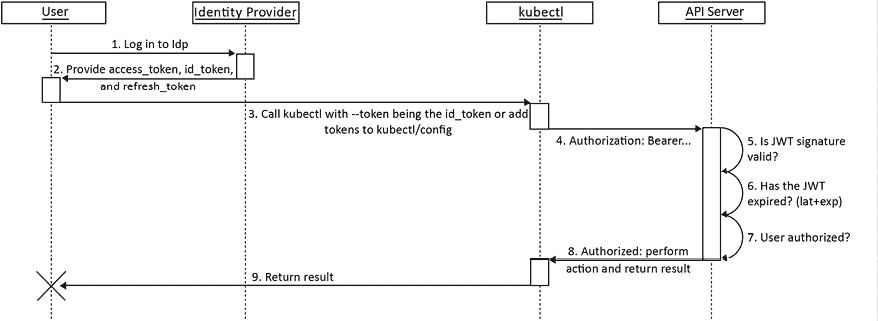 User
Identity Provider
kubectl
API Server
1. Log in to Idp
2. Provide access_token, id_token,
and refresh_token
3. Call kubectl with --token being the id_token or add
tokens to kubectl/config
4. Authorization: Bearer...
5. Is JWT signature
valid?
6. Has the JWT
expired? (lat+exp)
7. User authorized?
8. Authorized: perform
action and return result
9. Return result